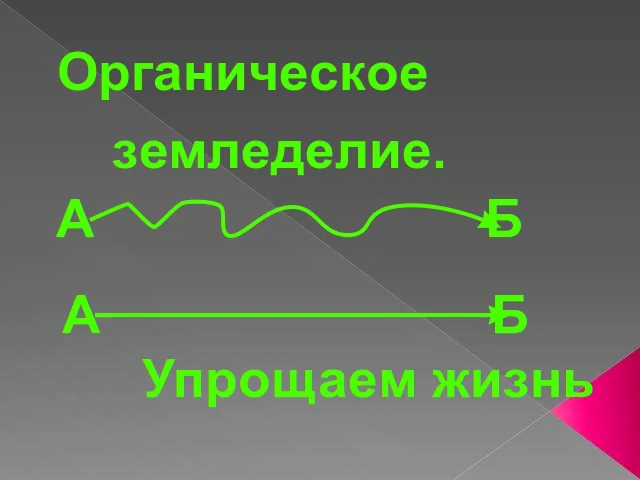 Органическое
земледелие.
А Б
А Б
Упрощаем жизнь